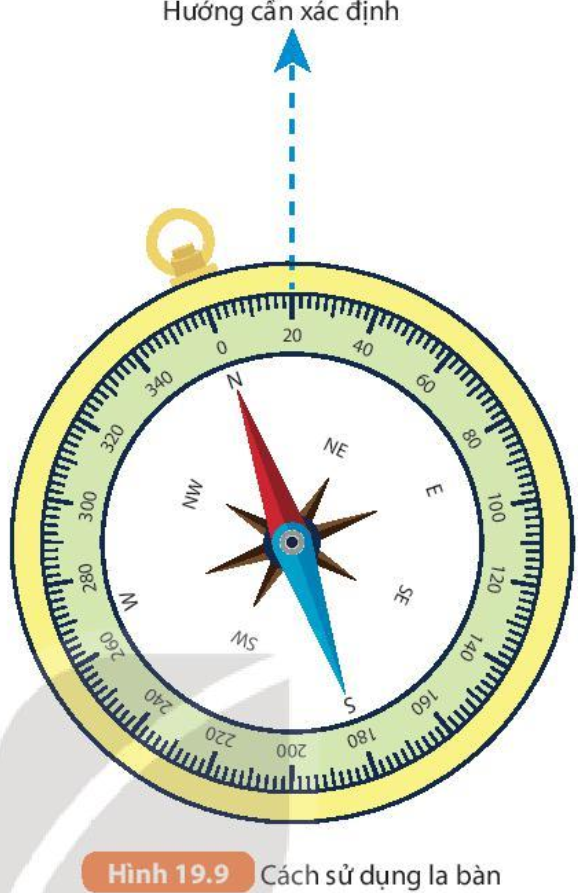 Hướng cần xác định
0
20
40
60
80
100
120
140
160
180
200
220
240
260
280
300
320
340
N
NE
E
SE
S
SW
W
NW
Hình 19.9 Cách sử dụng la bàn